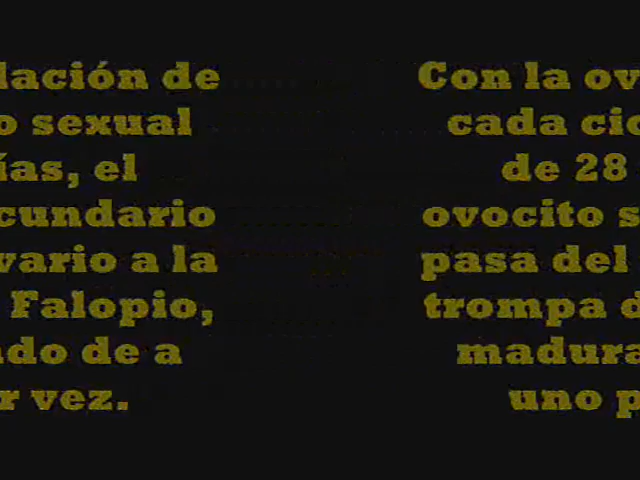 lación de
o sexual
ías, el
cundario
vario a la
Falopio,
ado de a
r vez.
Con la ov
cada cic
de 28
ovocito s
pasa del
trompa d
madura
uno p